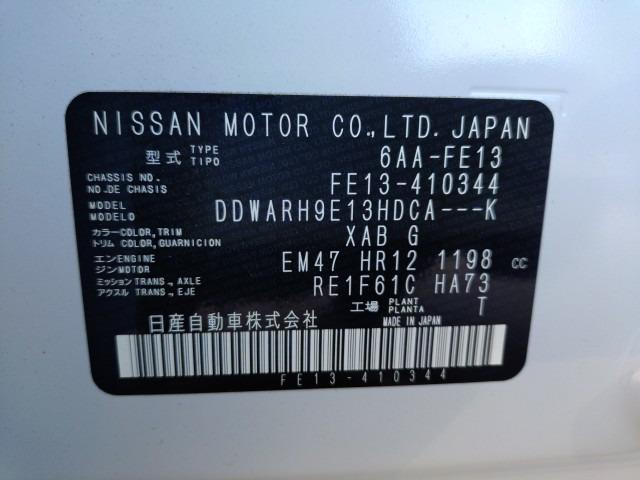 NISSAN MOTOR CO.,LTD. JAPAN
型式 TYPE TIPO 6AA-FE13
CHASSIS NO. NO.DE CHASIS FE13-410344
MODEL MODELO DDWARH9E13HDCA---K
カラー COLOR,TRIM トリム COLOR,GUARNICION XAB G
エンENGINE ジンMOTOR EM47 HR12 1198 cc
ミッション TRANS.,AXLE アクスル TRANS.,EJE RE1F61C HA73
工場 PLANT PLANTA T
日産自動車株式会社 MADE IN JAPAN
FE13-410344